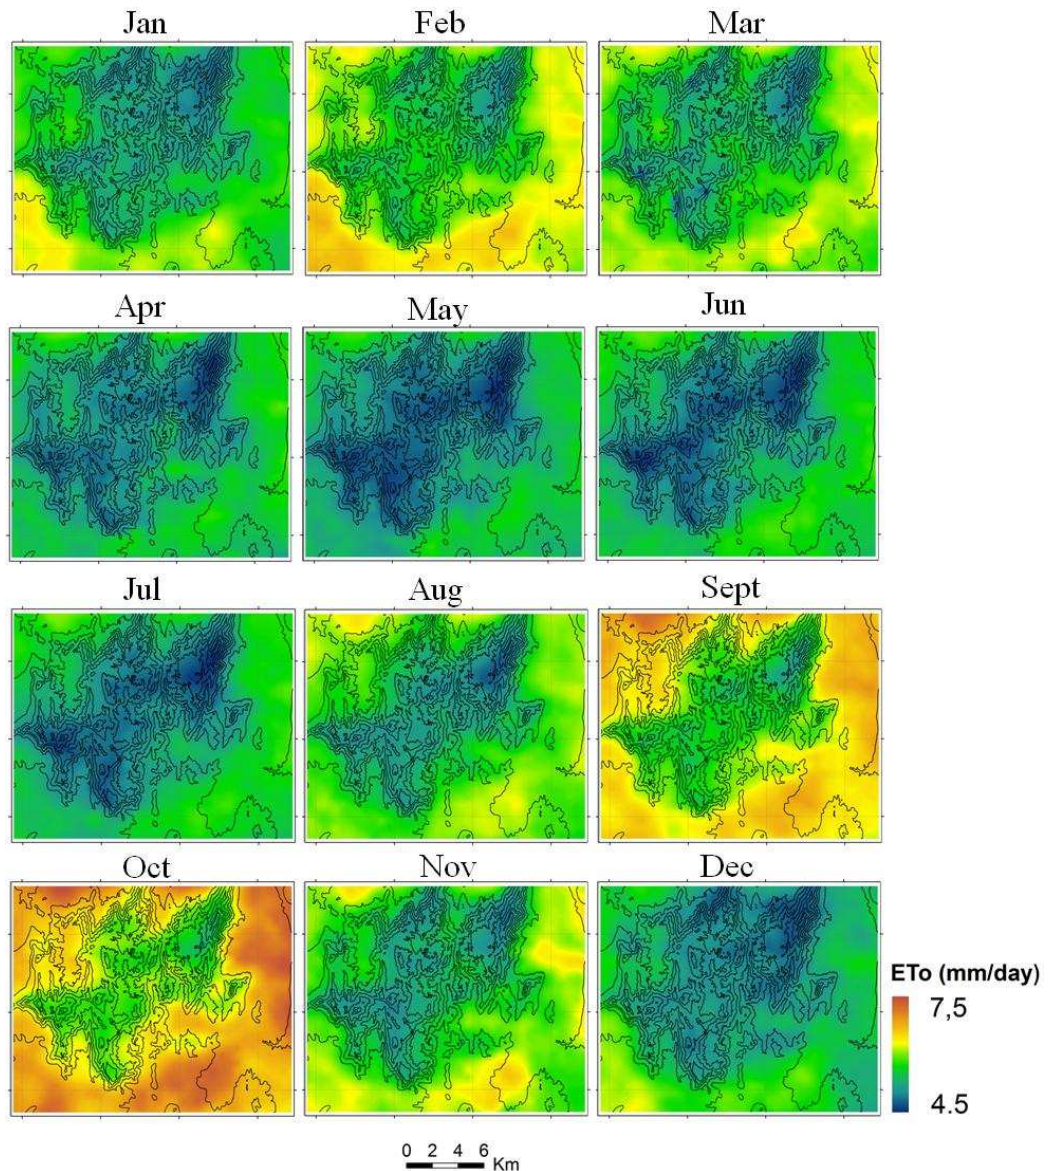 Jan Feb Mar
Apr May Jun
Jul Aug Sept
Oct Nov Dec
ETo (mm/day)
7,5
4.5
0 2 4 6
Km